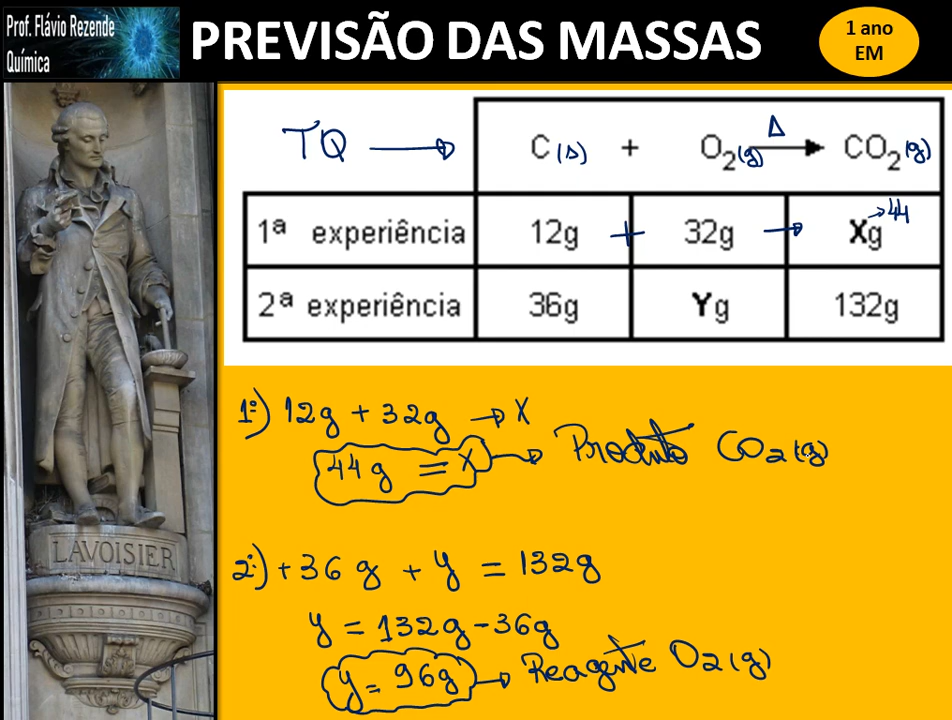 Prof. Flávio Rezende
Química
PREVISÃO DAS MASSAS
1 ano
EM
TQ → C(s) + O₂(g) Δ→ CO₂(g)
1ª experiência 12g + 32g → Xg →44
2ª experiência 36g Yg 132g
1º) 12g + 32g → X
44g = X → Produto CO₂(g)
2º) + 36g + y = 132g
y = 132g - 36g
y = 96g → Reagente O₂(g)
LAVOISIER